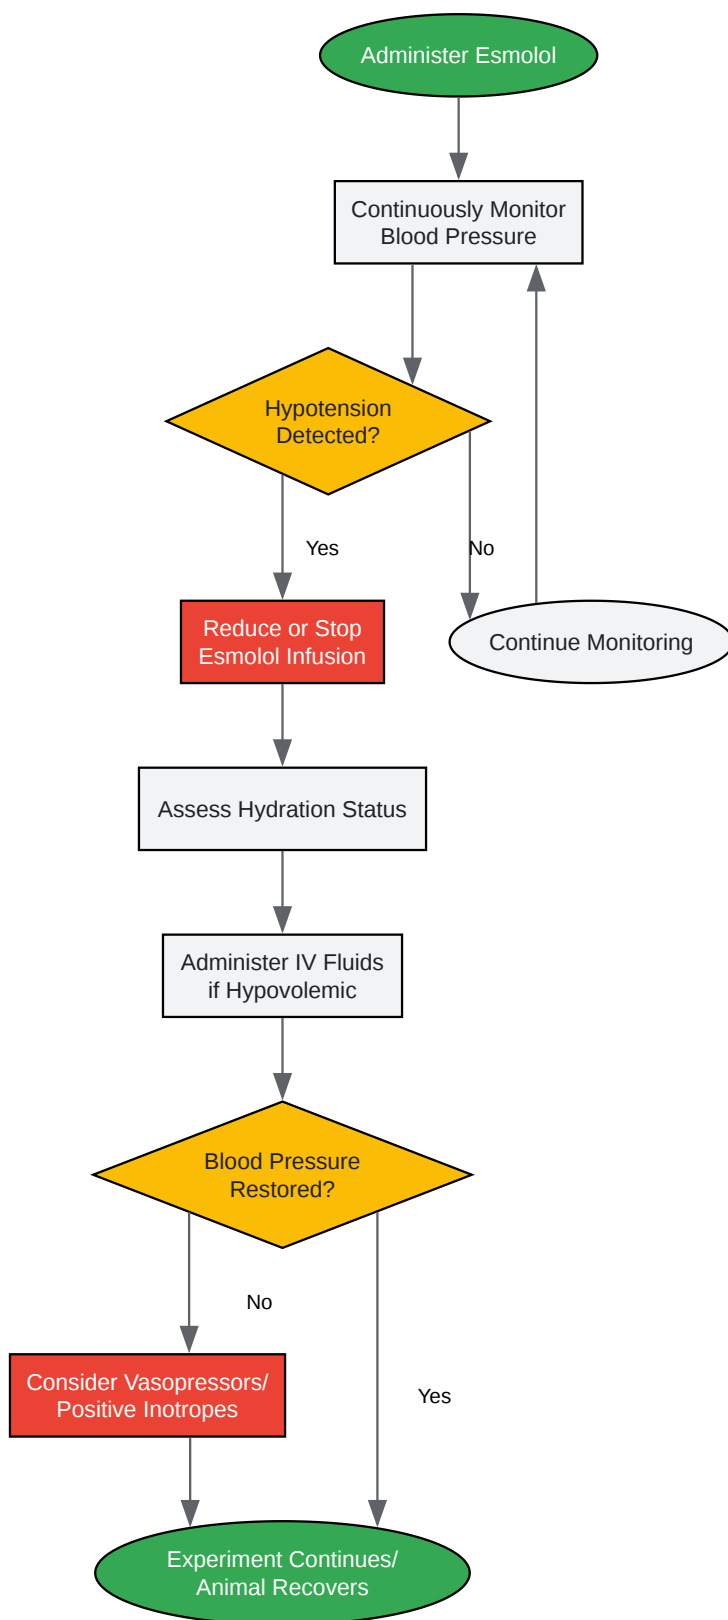 Administer Esmolol
Continuously Monitor
Blood Pressure
Hypotension
Detected?
Yes
No
Reduce or Stop
Esmolol Infusion
Continue Monitoring
Assess Hydration Status
Administer IV Fluids
if Hypovolemic
Blood Pressure
Restored?
No
Consider Vasopressors/
Positive Inotropes
Yes
Experiment Continues/
Animal Recovers